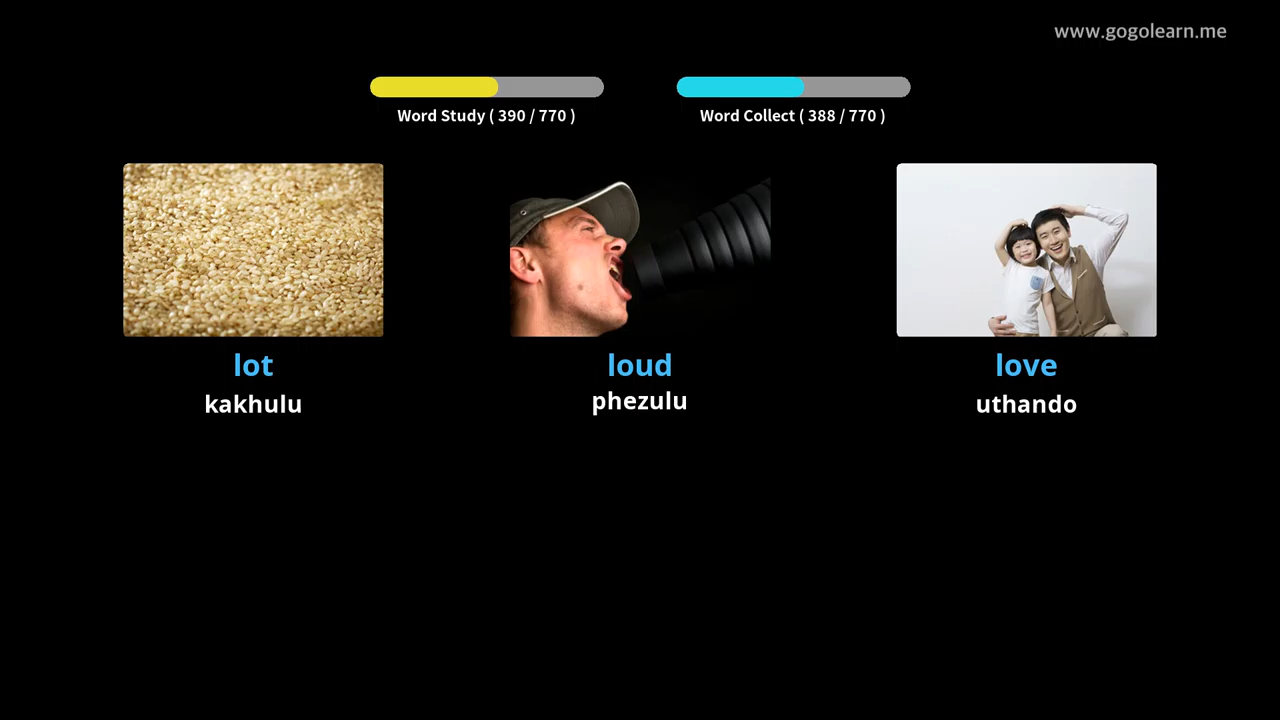 www.gogolearn.me
Word Study ( 390 / 770 )
Word Collect ( 388 / 770 )
lot
kakhulu
loud
phezulu
love
uthando